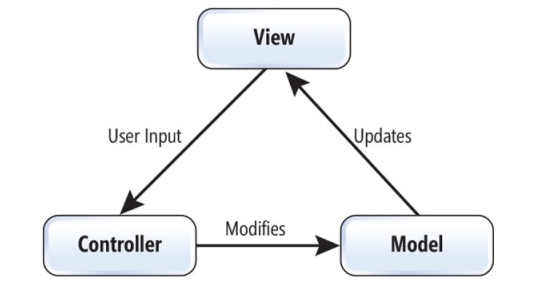 View
User Input
Updates
Modifies
Controller
Model